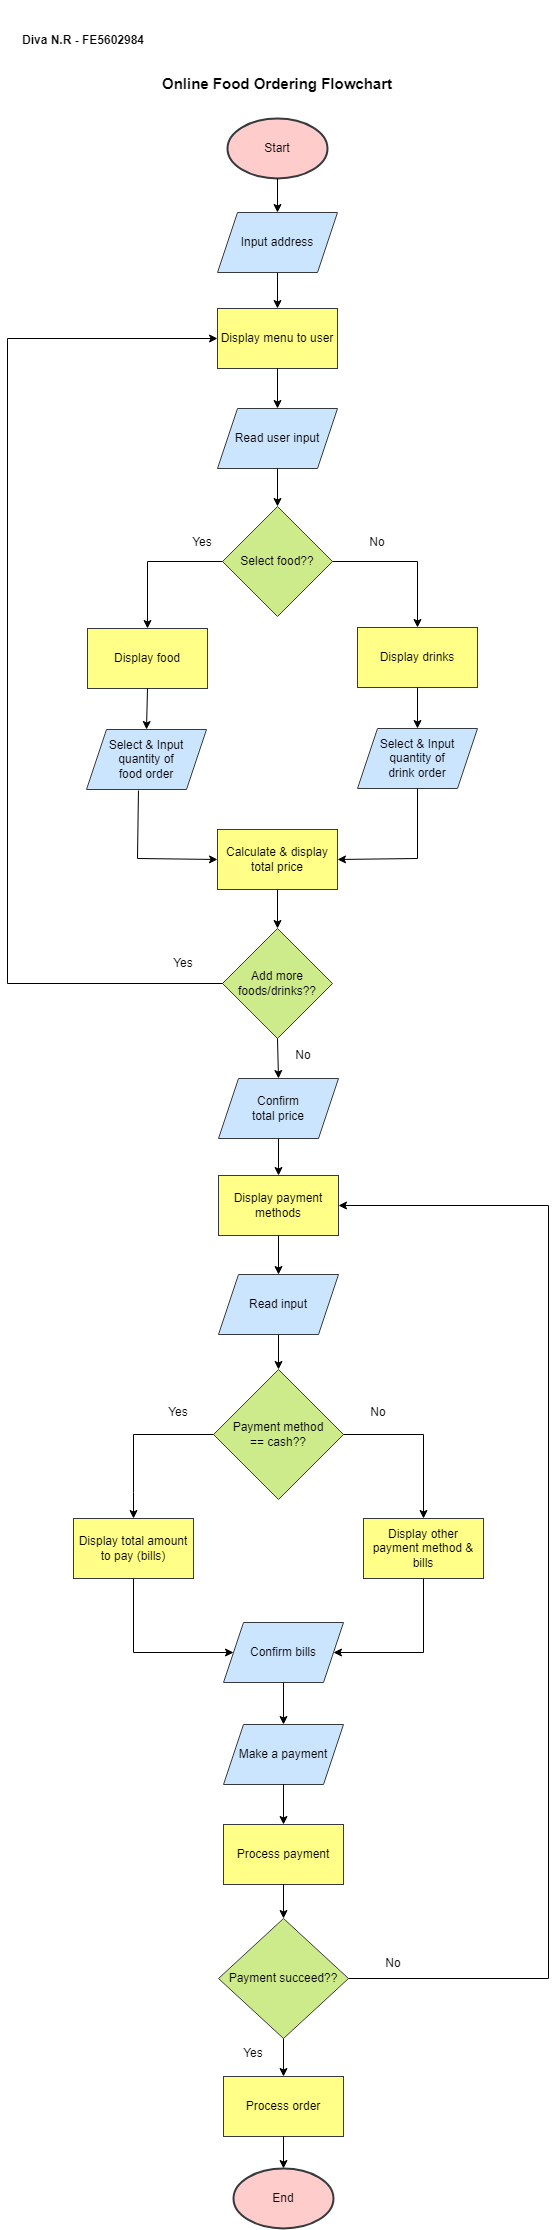 Diva N.R - FE5602984
Online Food Ordering Flowchart
Start
Input address
Display menu to user
Read user input
Select food??
Yes
No
Display food
Display drinks
Select & Input
quantity of
food order
Select & Input
quantity of
drink order
Calculate & display
total price
Add more
foods/drinks??
Yes
No
Confirm
total price
Display payment
methods
Read input
Payment method
== cash??
Yes
No
Display total amount
to pay (bills)
Display other
payment method &
bills
Confirm bills
Make a payment
Process payment
Payment succeed??
No
Yes
Process order
End